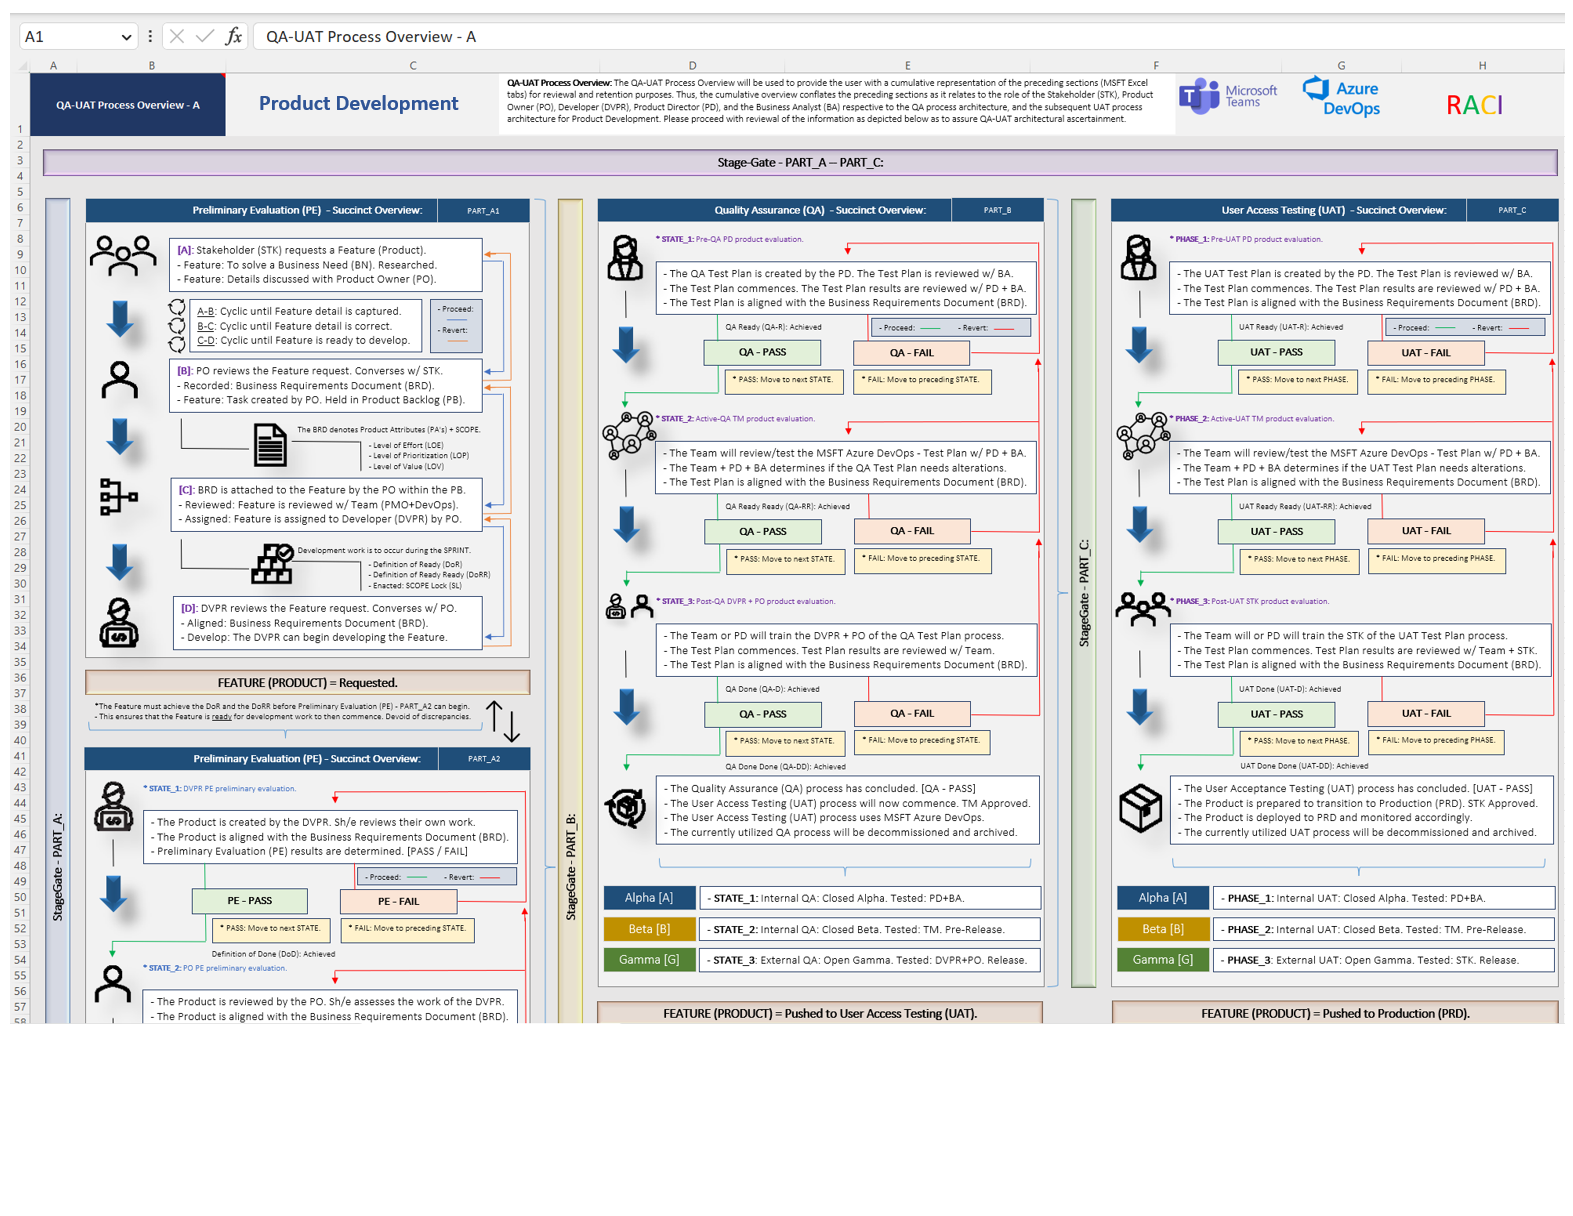 A1
fx
QA-UAT Process Overview - A
A B C D E F G H
QA-UAT Process Overview - A
Product Development
QA-UAT Process Overview: The QA-UAT Process Overview will be used to provide the user with a cumulative representation of the preceding sections (MSFT Excel
tabs) for reviewal and retention purposes. Thus, the cumulative overview conflates the preceding sections as it relates to the role of the Stakeholder (STK), Product
Owner (PO), Developer (DVPR), Product Director (PD), and the Business Analyst (BA) respective to the QA process architecture, and the subsequent UAT process
architecture for Product Development. Please proceed with reviewal of the information as depicted below as to assure QA-UAT architectural ascertainment.
Microsoft
Teams
Azure
DevOps
RACI
Stage-Gate - PART_A – PART_C:
StageGate - PART_A:
Preliminary Evaluation (PE) - Succinct Overview:
PART_A1
[A]: Stakeholder (STK) requests a Feature (Product).
- Feature: To solve a Business Need (BN). Researched.
- Feature: Details discussed with Product Owner (PO).
A-B: Cyclic until Feature detail is captured.
B-C: Cyclic until Feature detail is correct.
C-D: Cyclic until Feature is ready to develop.
- Proceed:
- Revert:
[B]: PO reviews the Feature request. Converses w/ STK.
- Recorded: Business Requirements Document (BRD).
- Feature: Task created by PO. Held in Product Backlog (PB).
The BRD denotes Product Attributes (PA's) + SCOPE.
- Level of Effort (LOE)
- Level of Prioritization (LOP)
- Level of Value (LOV)
[C]: BRD is attached to the Feature by the PO within the PB.
- Reviewed: Feature is reviewed w/ Team (PMO+DevOps).
- Assigned: Feature is assigned to Developer (DVPR) by PO.
Development work is to occur during the SPRINT.
- Definition of Ready (DoR)
- Definition of Ready Ready (DoRR)
- Enacted: SCOPE Lock (SL)
[D]: DVPR reviews the Feature request. Converses w/ PO.
- Aligned: Business Requirements Document (BRD).
- Develop: The DVPR can begin developing the Feature.
FEATURE (PRODUCT) = Requested.
*The Feature must achieve the DoR and the DoRR before Preliminary Evaluation (PE) - PART_A2 can begin.
- This ensures that the Feature is ready for development work to then commence. Devoid of discrepancies.
Preliminary Evaluation (PE) - Succinct Overview:
PART_A2
* STATE_1: DVPR PE preliminary evaluation.
- The Product is created by the DVPR. Sh/e reviews their own work.
- The Product is aligned with the Business Requirements Document (BRD).
- Preliminary Evaluation (PE) results are determined. [PASS / FAIL]
- Proceed: - Revert:
PE - PASS
PE - FAIL
* PASS: Move to next STATE.
* FAIL: Move to preceding STATE.
Definition of Done (DoD): Achieved
* STATE_2: PO PE preliminary evaluation.
- The Product is reviewed by the PO. Sh/e assesses the work of the DVPR.
- The Product is aligned with the Business Requirements Document (BRD).
StageGate - PART_B:
Quality Assurance (QA) - Succinct Overview:
PART_B
* STATE_1: Pre-QA PD product evaluation.
- The QA Test Plan is created by the PD. The Test Plan is reviewed w/ BA.
- The Test Plan commences. The Test Plan results are reviewed w/ PD + BA.
- The Test Plan is aligned with the Business Requirements Document (BRD).
QA Ready (QA-R): Achieved
- Proceed: - Revert:
QA - PASS
QA - FAIL
* PASS: Move to next STATE.
* FAIL: Move to preceding STATE.
* STATE_2: Active-QA TM product evaluation.
- The Team will review/test the MSFT Azure DevOps - Test Plan w/ PD + BA.
- The Team + PD + BA determines if the QA Test Plan needs alterations.
- The Test Plan is aligned with the Business Requirements Document (BRD).
QA Ready Ready (QA-RR): Achieved
QA - PASS
QA - FAIL
* PASS: Move to next STATE.
* FAIL: Move to preceding STATE.
* STATE_3: Post-QA DVPR + PO product evaluation.
- The Team or PD will train the DVPR + PO of the QA Test Plan process.
- The Test Plan commences. Test Plan results are reviewed w/ Team.
- The Test Plan is aligned with the Business Requirements Document (BRD).
QA Done (QA-D): Achieved
QA - PASS
QA - FAIL
* PASS: Move to next STATE.
* FAIL: Move to preceding STATE.
QA Done Done (QA-DD): Achieved
- The Quality Assurance (QA) process has concluded. [QA - PASS]
- The User Access Testing (UAT) process will now commence. TM Approved.
- The User Access Testing (UAT) process uses MSFT Azure DevOps.
- The currently utilized QA process will be decommissioned and archived.
Alpha [A]
- STATE_1: Internal QA: Closed Alpha. Tested: PD+BA.
Beta [B]
- STATE_2: Internal QA: Closed Beta. Tested: TM. Pre-Release.
Gamma [G]
- STATE_3: External QA: Open Gamma. Tested: DVPR+PO. Release.
FEATURE (PRODUCT) = Pushed to User Access Testing (UAT).
StageGate - PART_C:
User Access Testing (UAT) - Succinct Overview:
PART_C
* PHASE_1: Pre-UAT PD product evaluation.
- The UAT Test Plan is created by the PD. The Test Plan is reviewed w/ BA.
- The Test Plan commences. The Test Plan results are reviewed w/ PD + BA.
- The Test Plan is aligned with the Business Requirements Document (BRD).
UAT Ready (UAT-R): Achieved
- Proceed: - Revert:
UAT - PASS
UAT - FAIL
* PASS: Move to next PHASE.
* FAIL: Move to preceding PHASE.
* PHASE_2: Active-UAT TM product evaluation.
- The Team will review/test the MSFT Azure DevOps - Test Plan w/ PD + BA.
- The Team + PD + BA determines if the UAT Test Plan needs alterations.
- The Test Plan is aligned with the Business Requirements Document (BRD).
UAT Ready Ready (UAT-RR): Achieved
UAT - PASS
UAT - FAIL
* PASS: Move to next PHASE.
* FAIL: Move to preceding PHASE.
* PHASE_3: Post-UAT STK product evaluation.
- The Team will or PD will train the STK of the UAT Test Plan process.
- The Test Plan commences. Test Plan results are reviewed w/ Team + STK.
- The Test Plan is aligned with the Business Requirements Document (BRD).
UAT Done (UAT-D): Achieved
UAT - PASS
UAT - FAIL
* PASS: Move to next PHASE.
* FAIL: Move to preceding PHASE.
UAT Done Done (UAT-DD): Achieved
- The User Acceptance Testing (UAT) process has concluded. [UAT - PASS]
- The Product is prepared to transition to Production (PRD). STK Approved.
- The Product is deployed to PRD and monitored accordingly.
- The currently utilized UAT process will be decommissioned and archived.
Alpha [A]
- PHASE_1: Internal UAT: Closed Alpha. Tested: PD+BA.
Beta [B]
- PHASE_2: Internal UAT: Closed Beta. Tested: TM. Pre-Release.
Gamma [G]
- PHASE_3: External UAT: Open Gamma. Tested: STK. Release.
FEATURE (PRODUCT) = Pushed to Production (PRD).